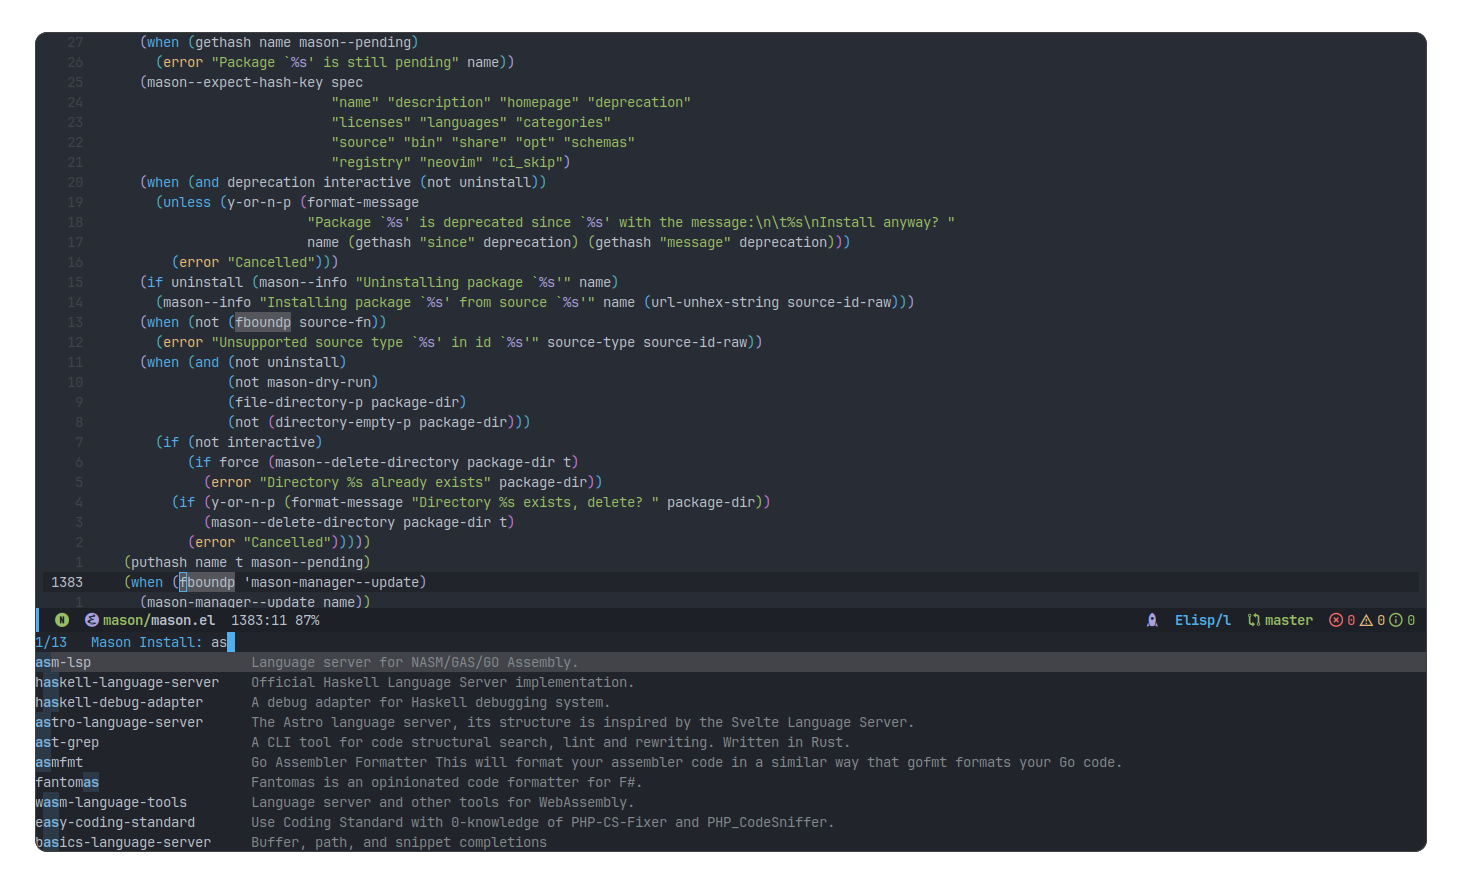 27 (when (gethash name mason--pending)
26 (error "Package `%s' is still pending" name))
25 (mason--expect-hash-key spec
24 "name" "description" "homepage" "deprecation"
23 "licenses" "languages" "categories"
22 "source" "bin" "share" "opt" "schemas"
21 "registry" "neovim" "ci_skip")
20 (when (and deprecation interactive (not uninstall))
19 (unless (y-or-n-p (format-message
18 "Package `%s' is deprecated since `%s' with the message:\n\t%s\nInstall anyway? "
17 name (gethash "since" deprecation) (gethash "message" deprecation)))
16 (error "Cancelled")))
15 (if uninstall (mason--info "Uninstalling package `%s'" name)
14 (mason--info "Installing package `%s' from source `%s'" name (url-unhex-string source-id-raw)))
13 (when (not (fboundp source-fn))
12 (error "Unsupported source type `%s' in id `%s'" source-type source-id-raw))
11 (when (and (not uninstall)
10 (not mason-dry-run)
9 (file-directory-p package-dir)
8 (not (directory-empty-p package-dir)))
7 (if (not interactive)
6 (if force (mason--delete-directory package-dir t)
5 (error "Directory %s already exists" package-dir))
4 (if (y-or-n-p (format-message "Directory %s exists, delete? " package-dir))
3 (mason--delete-directory package-dir t)
2 (error "Cancelled")))))
1 (puthash name t mason--pending)
1383 (when (fboundp 'mason-manager--update)
1 (mason-manager--update name))
N mason/mason.el 1383:11 87% Elisp/l master 0 0 0
1/13 Mason Install: as
asm-lsp Language server for NASM/GAS/GO Assembly.
haskell-language-server Official Haskell Language Server implementation.
haskell-debug-adapter A debug adapter for Haskell debugging system.
astro-language-server The Astro language server, its structure is inspired by the Svelte Language Server.
ast-grep A CLI tool for code structural search, lint and rewriting. Written in Rust.
asmfmt Go Assembler Formatter This will format your assembler code in a similar way that gofmt formats your Go code.
fantomas Fantomas is an opinionated code formatter for F#.
wasm-language-tools Language server and other tools for WebAssembly.
easy-coding-standard Use Coding Standard with 0-knowledge of PHP-CS-Fixer and PHP_CodeSniffer.
basics-language-server Buffer, path, and snippet completions